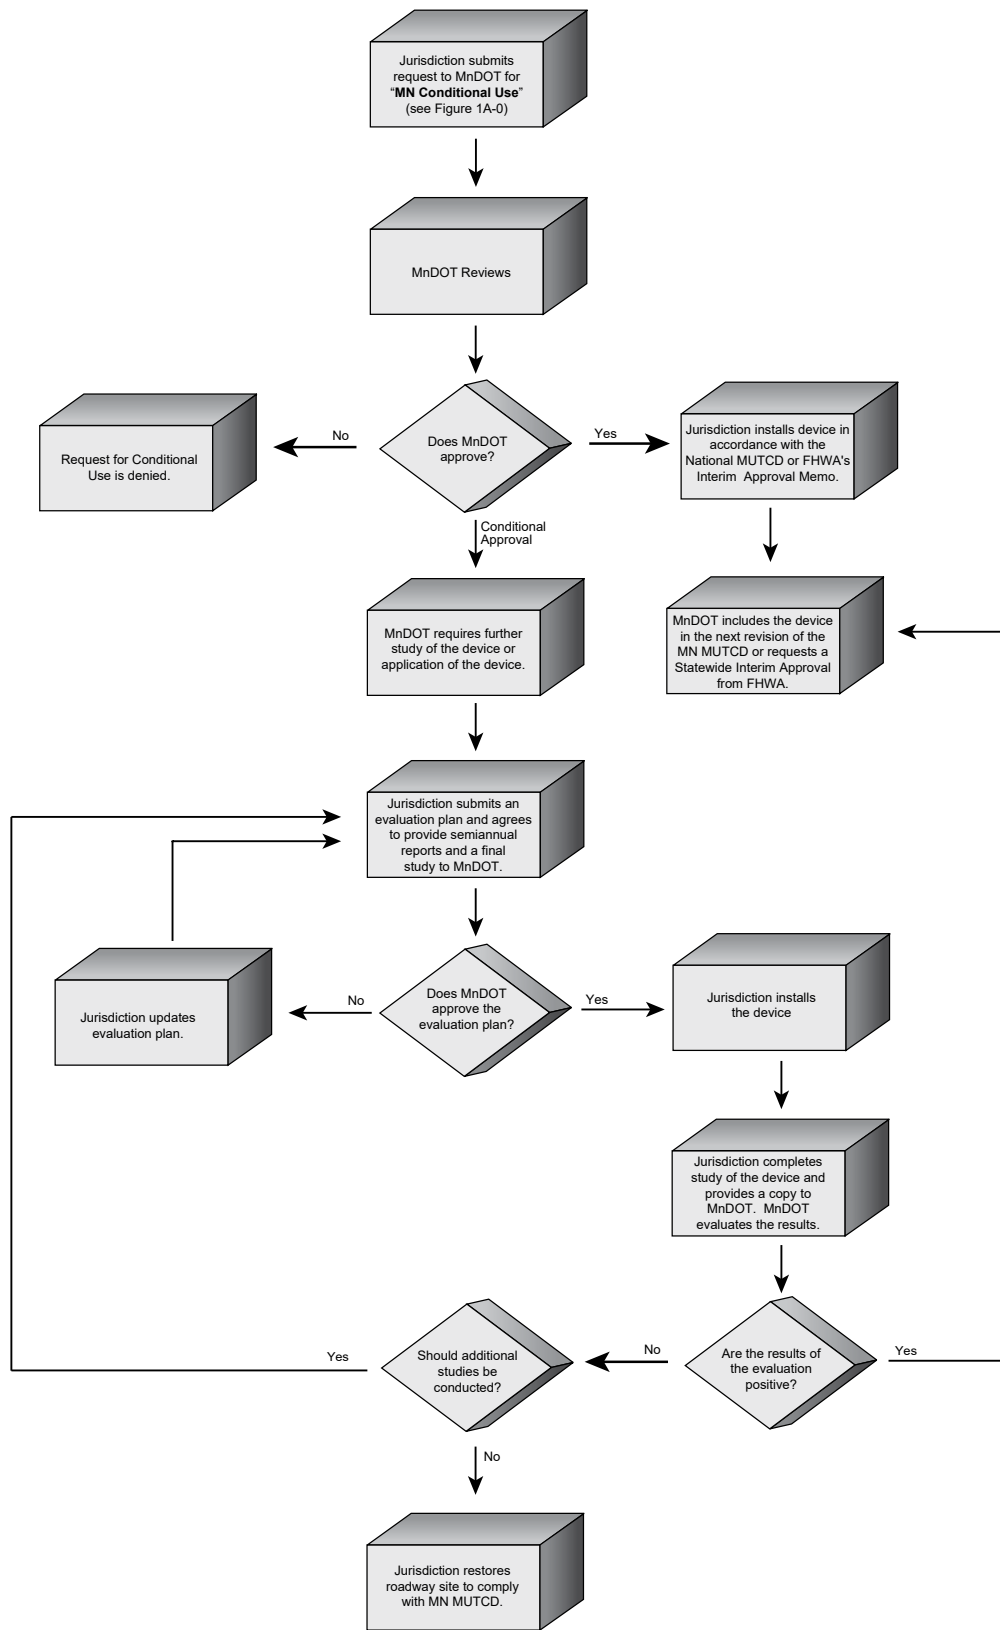 Jurisdiction submits
request to MnDOT for
“MN Conditional Use”
(see Figure 1A-0)
MnDOT Reviews
Does MnDOT
approve?
No
Request for Conditional
Use is denied.
Yes
Jurisdiction installs device in
accordance with the
National MUTCD or FHWA's
Interim Approval Memo.
Conditional
Approval
MnDOT requires further
study of the device or
application of the device.
MnDOT includes the device
in the next revision of the
MN MUTCD or requests a
Statewide Interim Approval
from FHWA.
Jurisdiction submits an
evaluation plan and agrees
to provide semiannual
reports and a final
study to MnDOT.
Does MnDOT
approve the
evaluation plan?
No
Jurisdiction updates
evaluation plan.
Yes
Jurisdiction installs
the device
Jurisdiction completes
study of the device and
provides a copy to
MnDOT. MnDOT
evaluates the results.
Are the results of
the evaluation
positive?
Yes
No
Should additional
studies be
conducted?
Yes
No
Jurisdiction restores
roadway site to comply
with MN MUTCD.